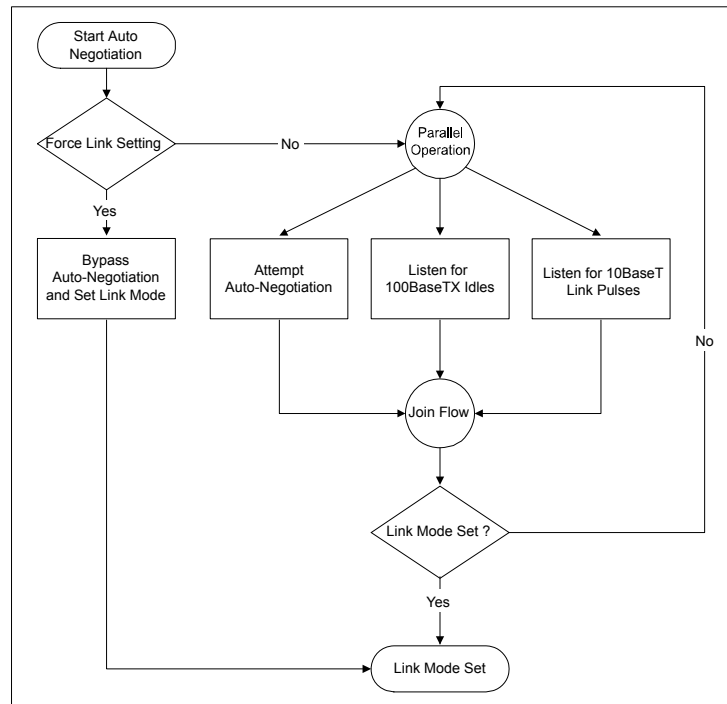 Start Auto
Negotiation
Force Link Setting
No
Parallel
Operation
Yes
Bypass
Auto-Negotiation
and Set Link Mode
Attempt
Auto-Negotiation
Listen for
100BaseTX Idles
Listen for 10BaseT
Link Pulses
No
Join Flow
Link Mode Set ?
Yes
Link Mode Set